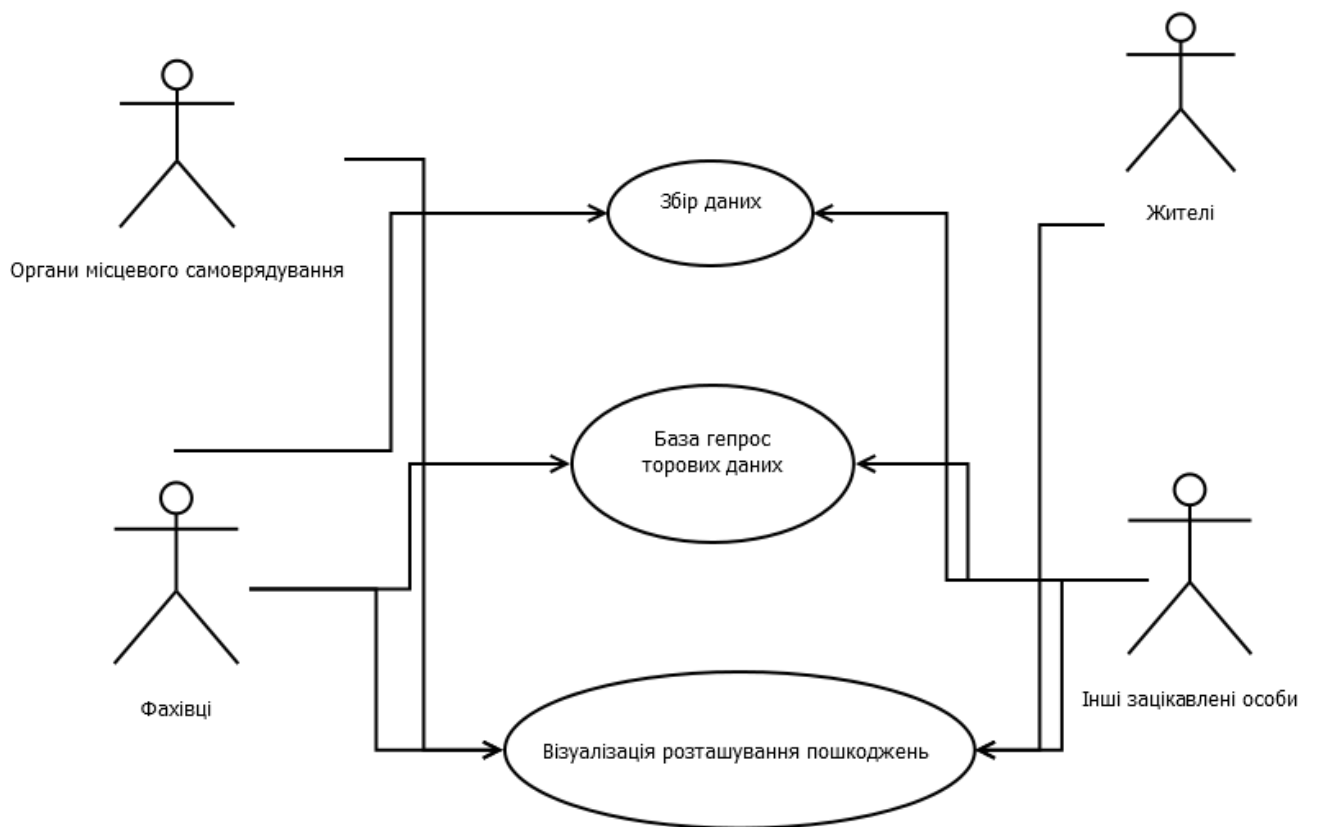 Збір даних
Жителі
Органи місцевого самоврядування
База гепрос
торових даних
Фахівці
Інші зацікавлені особи
Візуалізація розташування пошкоджень